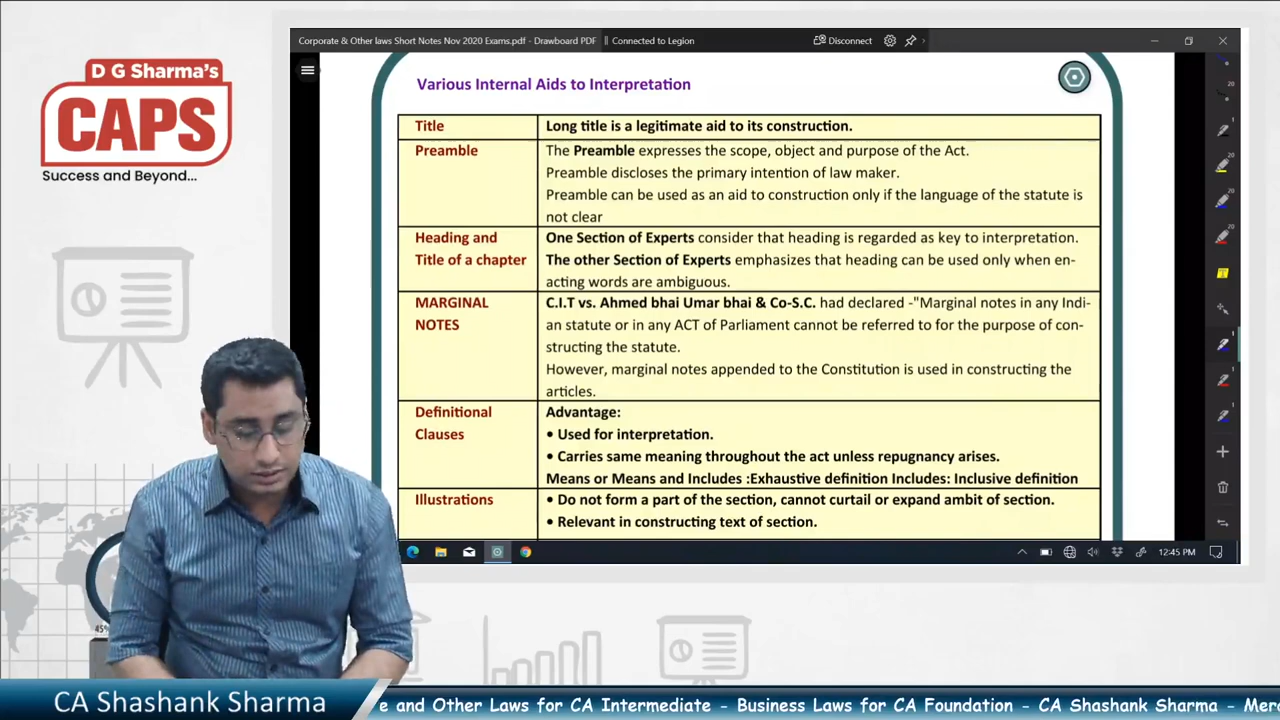 D G Sharma's
CAPS
Success and Beyond...
Corporate & Other laws Short Notes Nov 2020 Exams.pdf - Drawboard PDF
Connected to Legion
Disconnect
Various Internal Aids to Interpretation
Title
Long title is a legitimate aid to its construction.
Preamble
The Preamble expresses the scope, object and purpose of the Act.
Preamble discloses the primary intention of law maker.
Preamble can be used as an aid to construction only if the language of the statute is
not clear
Heading and
Title of a chapter
One Section of Experts consider that heading is regarded as key to interpretation.
The other Section of Experts emphasizes that heading can be used only when en-
acting words are ambiguous.
MARGINAL
NOTES
C.I.T vs. Ahmed bhai Umar bhai & Co-S.C. had declared -"Marginal notes in any Indi-
an statute or in any ACT of Parliament cannot be referred to for the purpose of con-
structing the statute.
However, marginal notes appended to the Constitution is used in constructing the
articles.
Definitional
Clauses
Advantage:
• Used for interpretation.
• Carries same meaning throughout the act unless repugnancy arises.
Means or Means and Includes :Exhaustive definition Includes: Inclusive definition
Illustrations
• Do not form a part of the section, cannot curtail or expand ambit of section.
• Relevant in constructing text of section.
20
20
20
20
12:45 PM
45%
CA Shashank Sharma
e and Other Laws for CA Intermediate - Business Laws for CA Foundation - CA Shashank Sharma - Merc